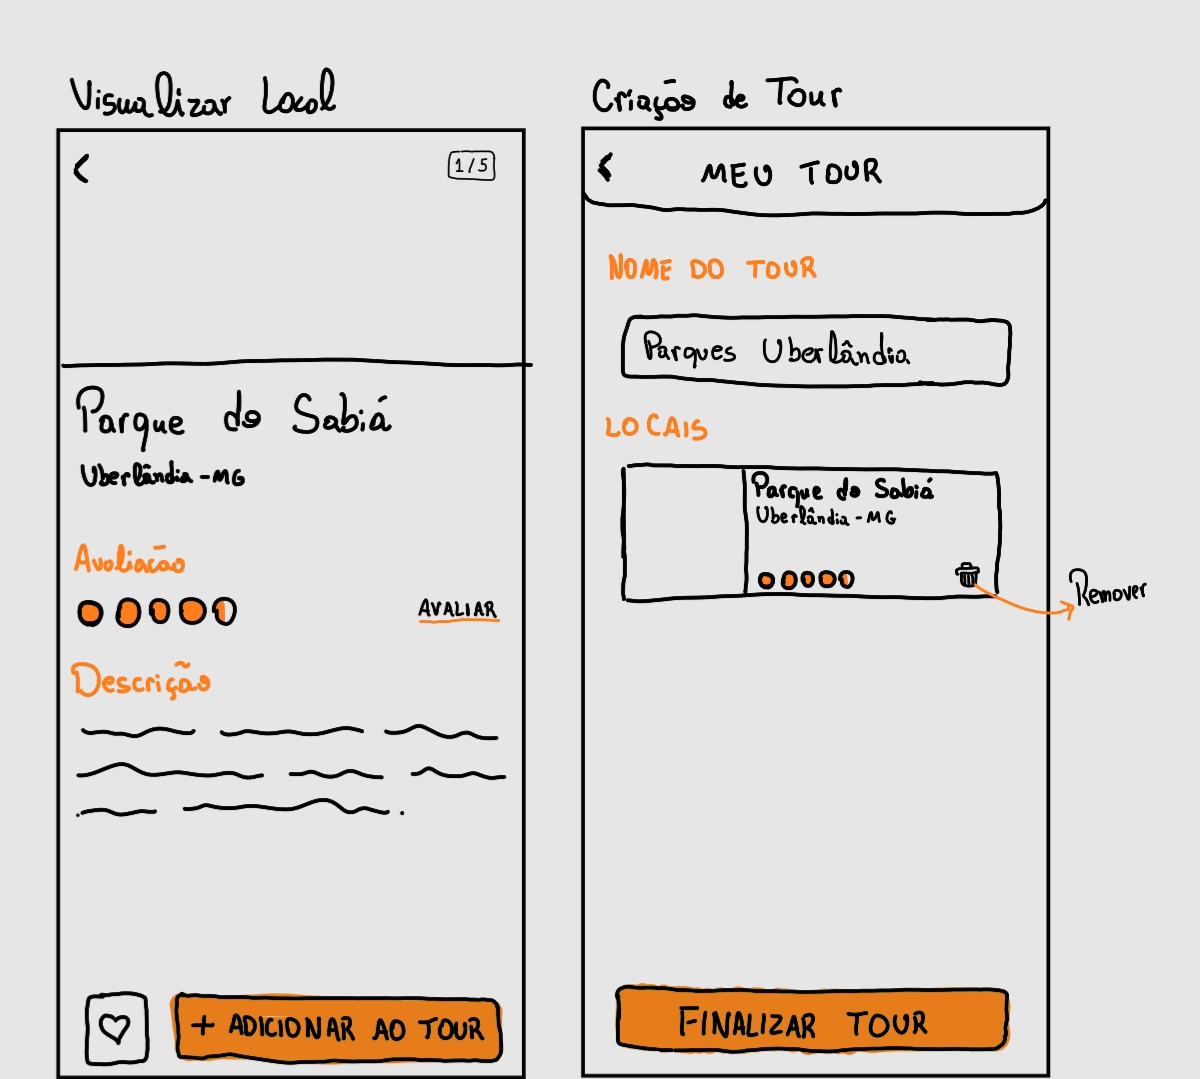 Visualizar Local
1/5
Parque do Sabiá
Uberlândia - MG
Avaliacão
AVALIAR
Descrição
+ ADICIONAR AO TOUR
Criação de Tour
MEU TOUR
NOME DO TOUR
Parques Uberlândia
LOCAIS
Parque do Sabiá
Uberlândia - MG
Remover
FINALIZAR TOUR